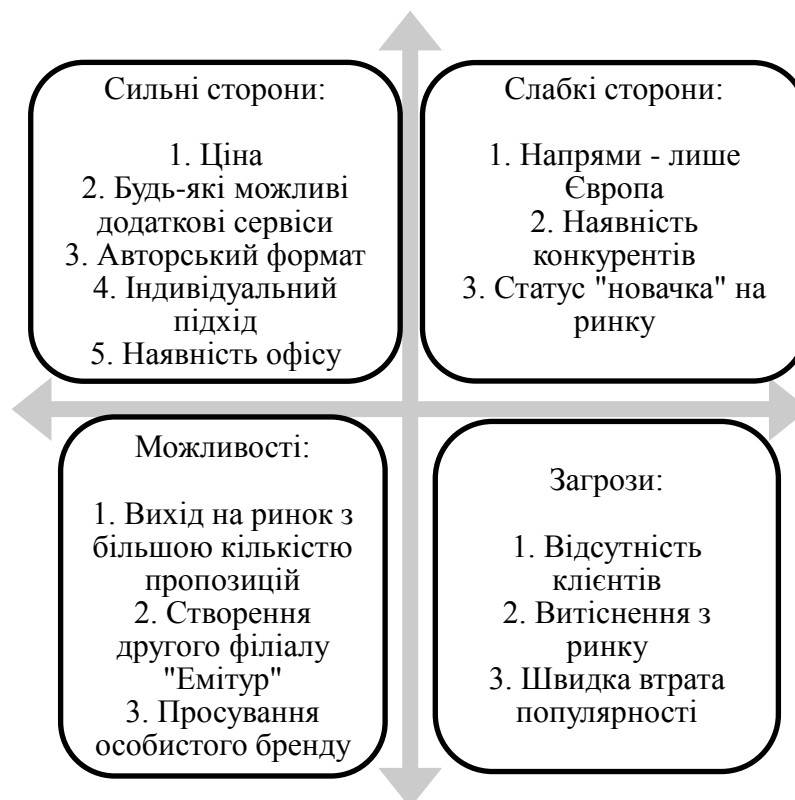 Сильні сторони:
1. Ціна
2. Будь-які можливі
додаткові сервіси
3. Авторський формат
4. Індивідуальний
підхід
5. Наявність офісу
Слабкі сторони:
1. Напрями - лише
Європа
2. Наявність
конкурентів
3. Статус "новачка" на
ринку
Можливості:
1. Вихід на ринок з
більшою кількістю
пропозицій
2. Створення
другого філіалу
"Емітур"
3. Просування
особистого бренду
Загрози:
1. Відсутність
клієнтів
2. Витіснення з
ринку
3. Швидка втрата
популярності